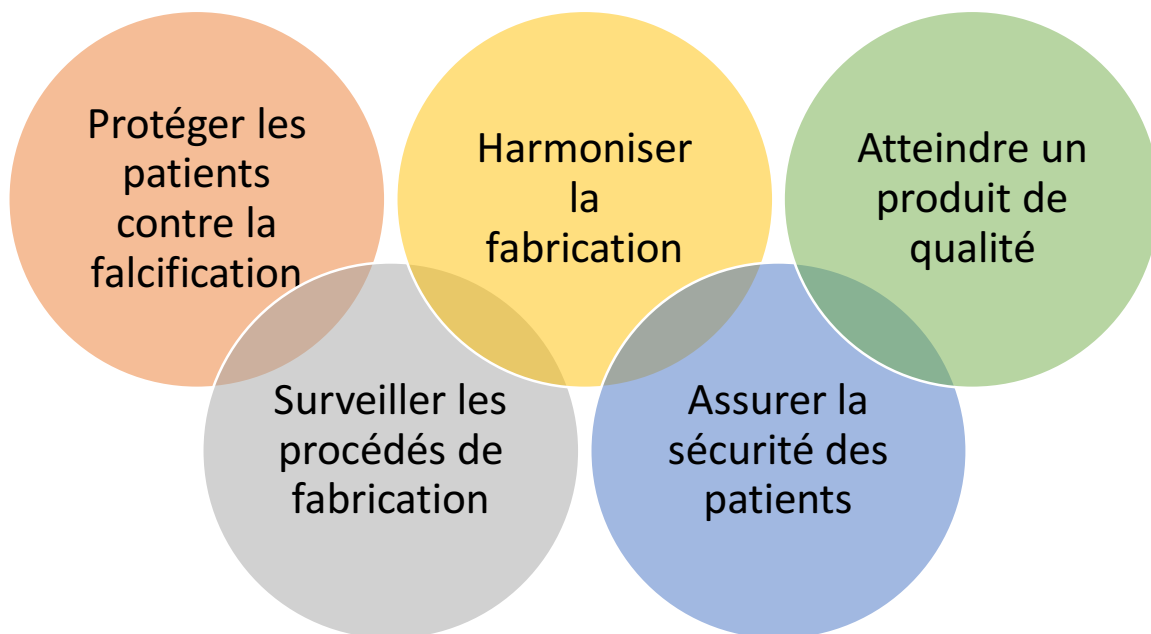 Protéger les
patients
contre la
falcification
Surveiller les
procédés de
fabrication
Harmoniser
la
fabrication
Assurer la
sécurité des
patients
Atteindre un
produit de
qualité